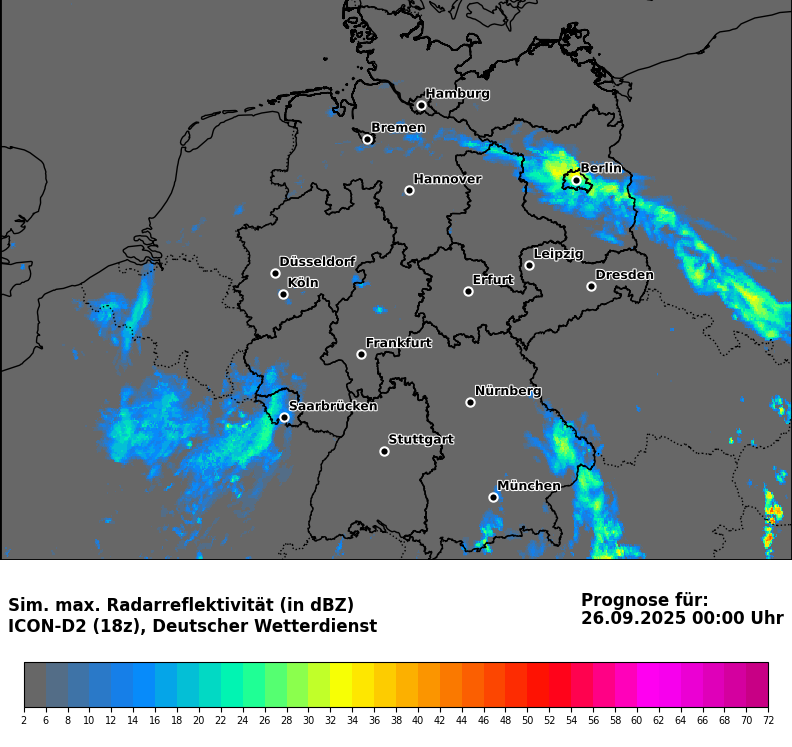 Hamburg
Bremen
Berlin
Hannover
Leipzig
Düsseldorf
Dresden
Köln
Erfurt
Frankfurt
Nürnberg
Saarbrücken
Stuttgart
München
Sim. max. Radarreflektivität (in dBZ)
ICON-D2 (18z), Deutscher Wetterdienst
Prognose für:
26.09.2025 00:00 Uhr
2 6 8 10 12 14 16 18 20 22 24 26 28 30 32 34 36 38 40 42 44 46 48 50 52 54 56 58 60 62 64 66 68 70 72